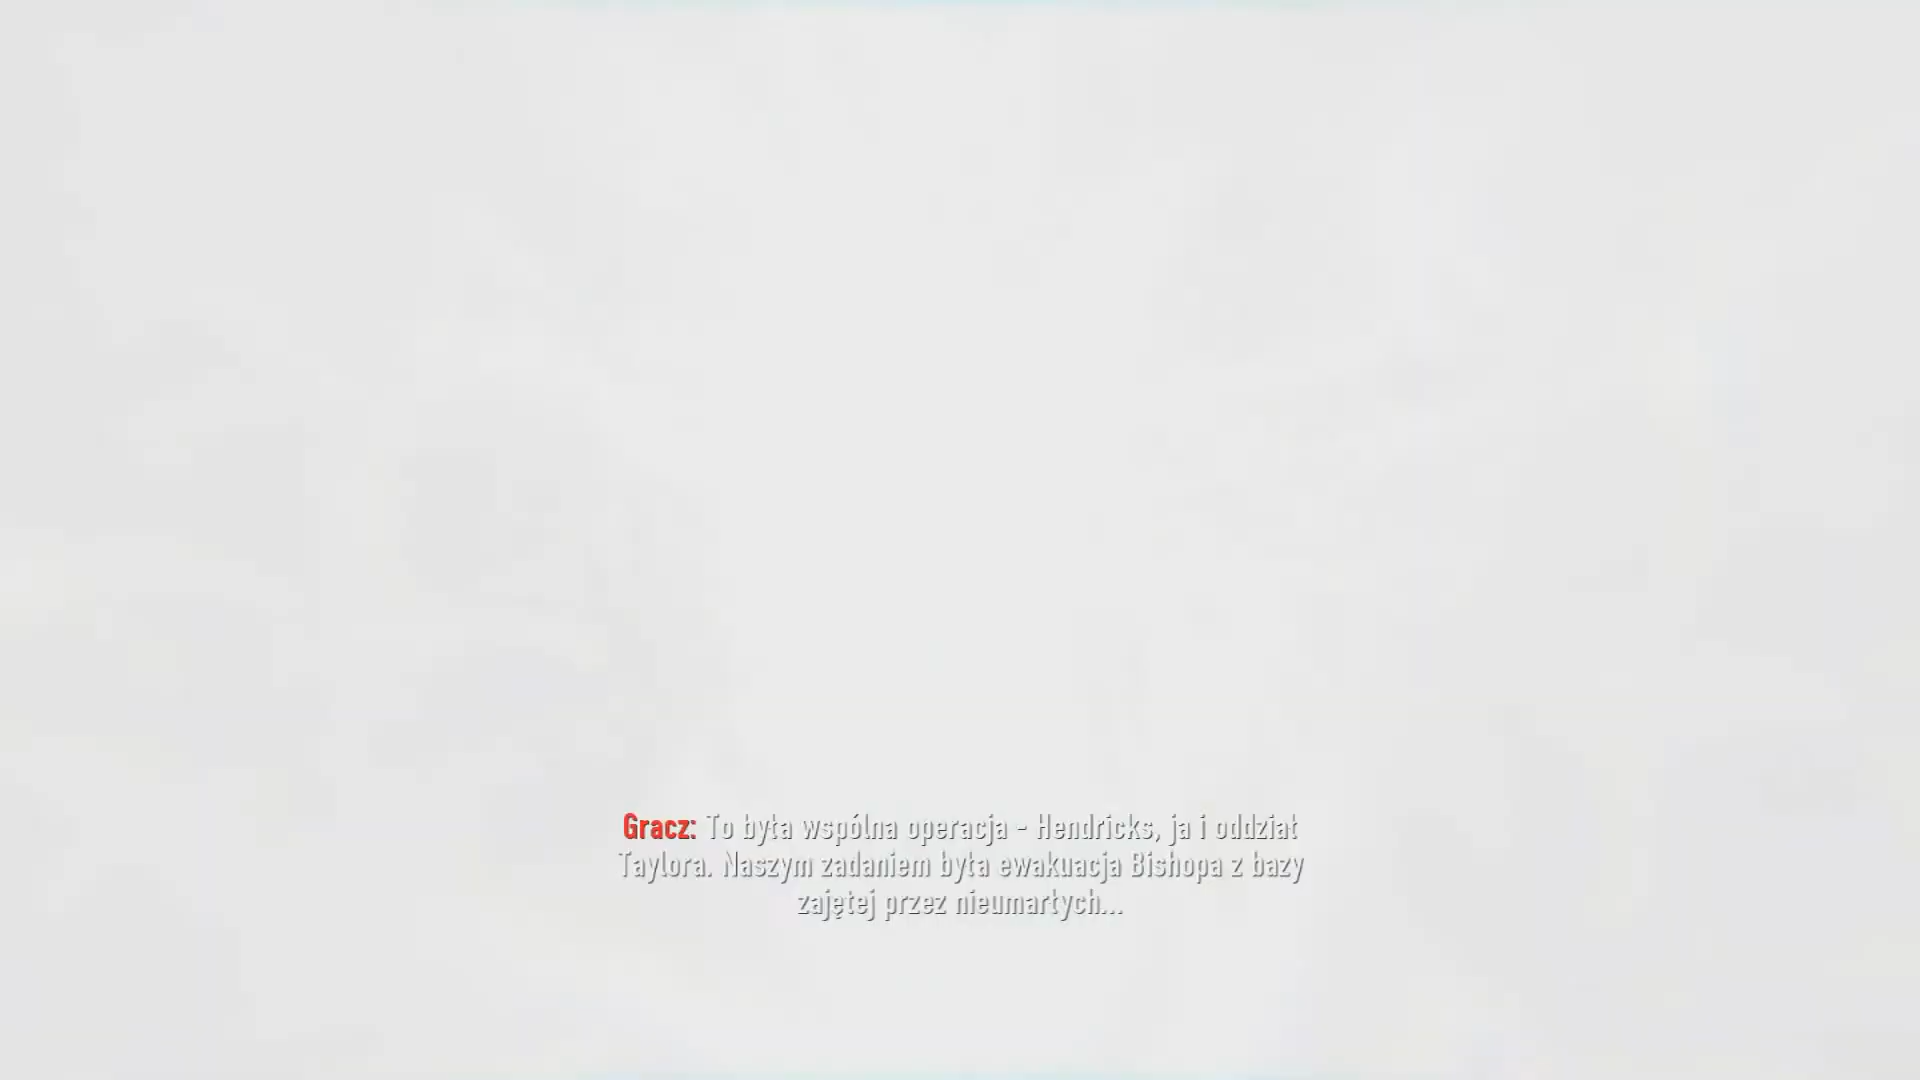 Gracz: To była wspólna operacja - Hendricks, ja i oddział
Taylora. Naszym zadaniem była ewakuacja Bishopa z bazy
zajętej przez nieumarłych...